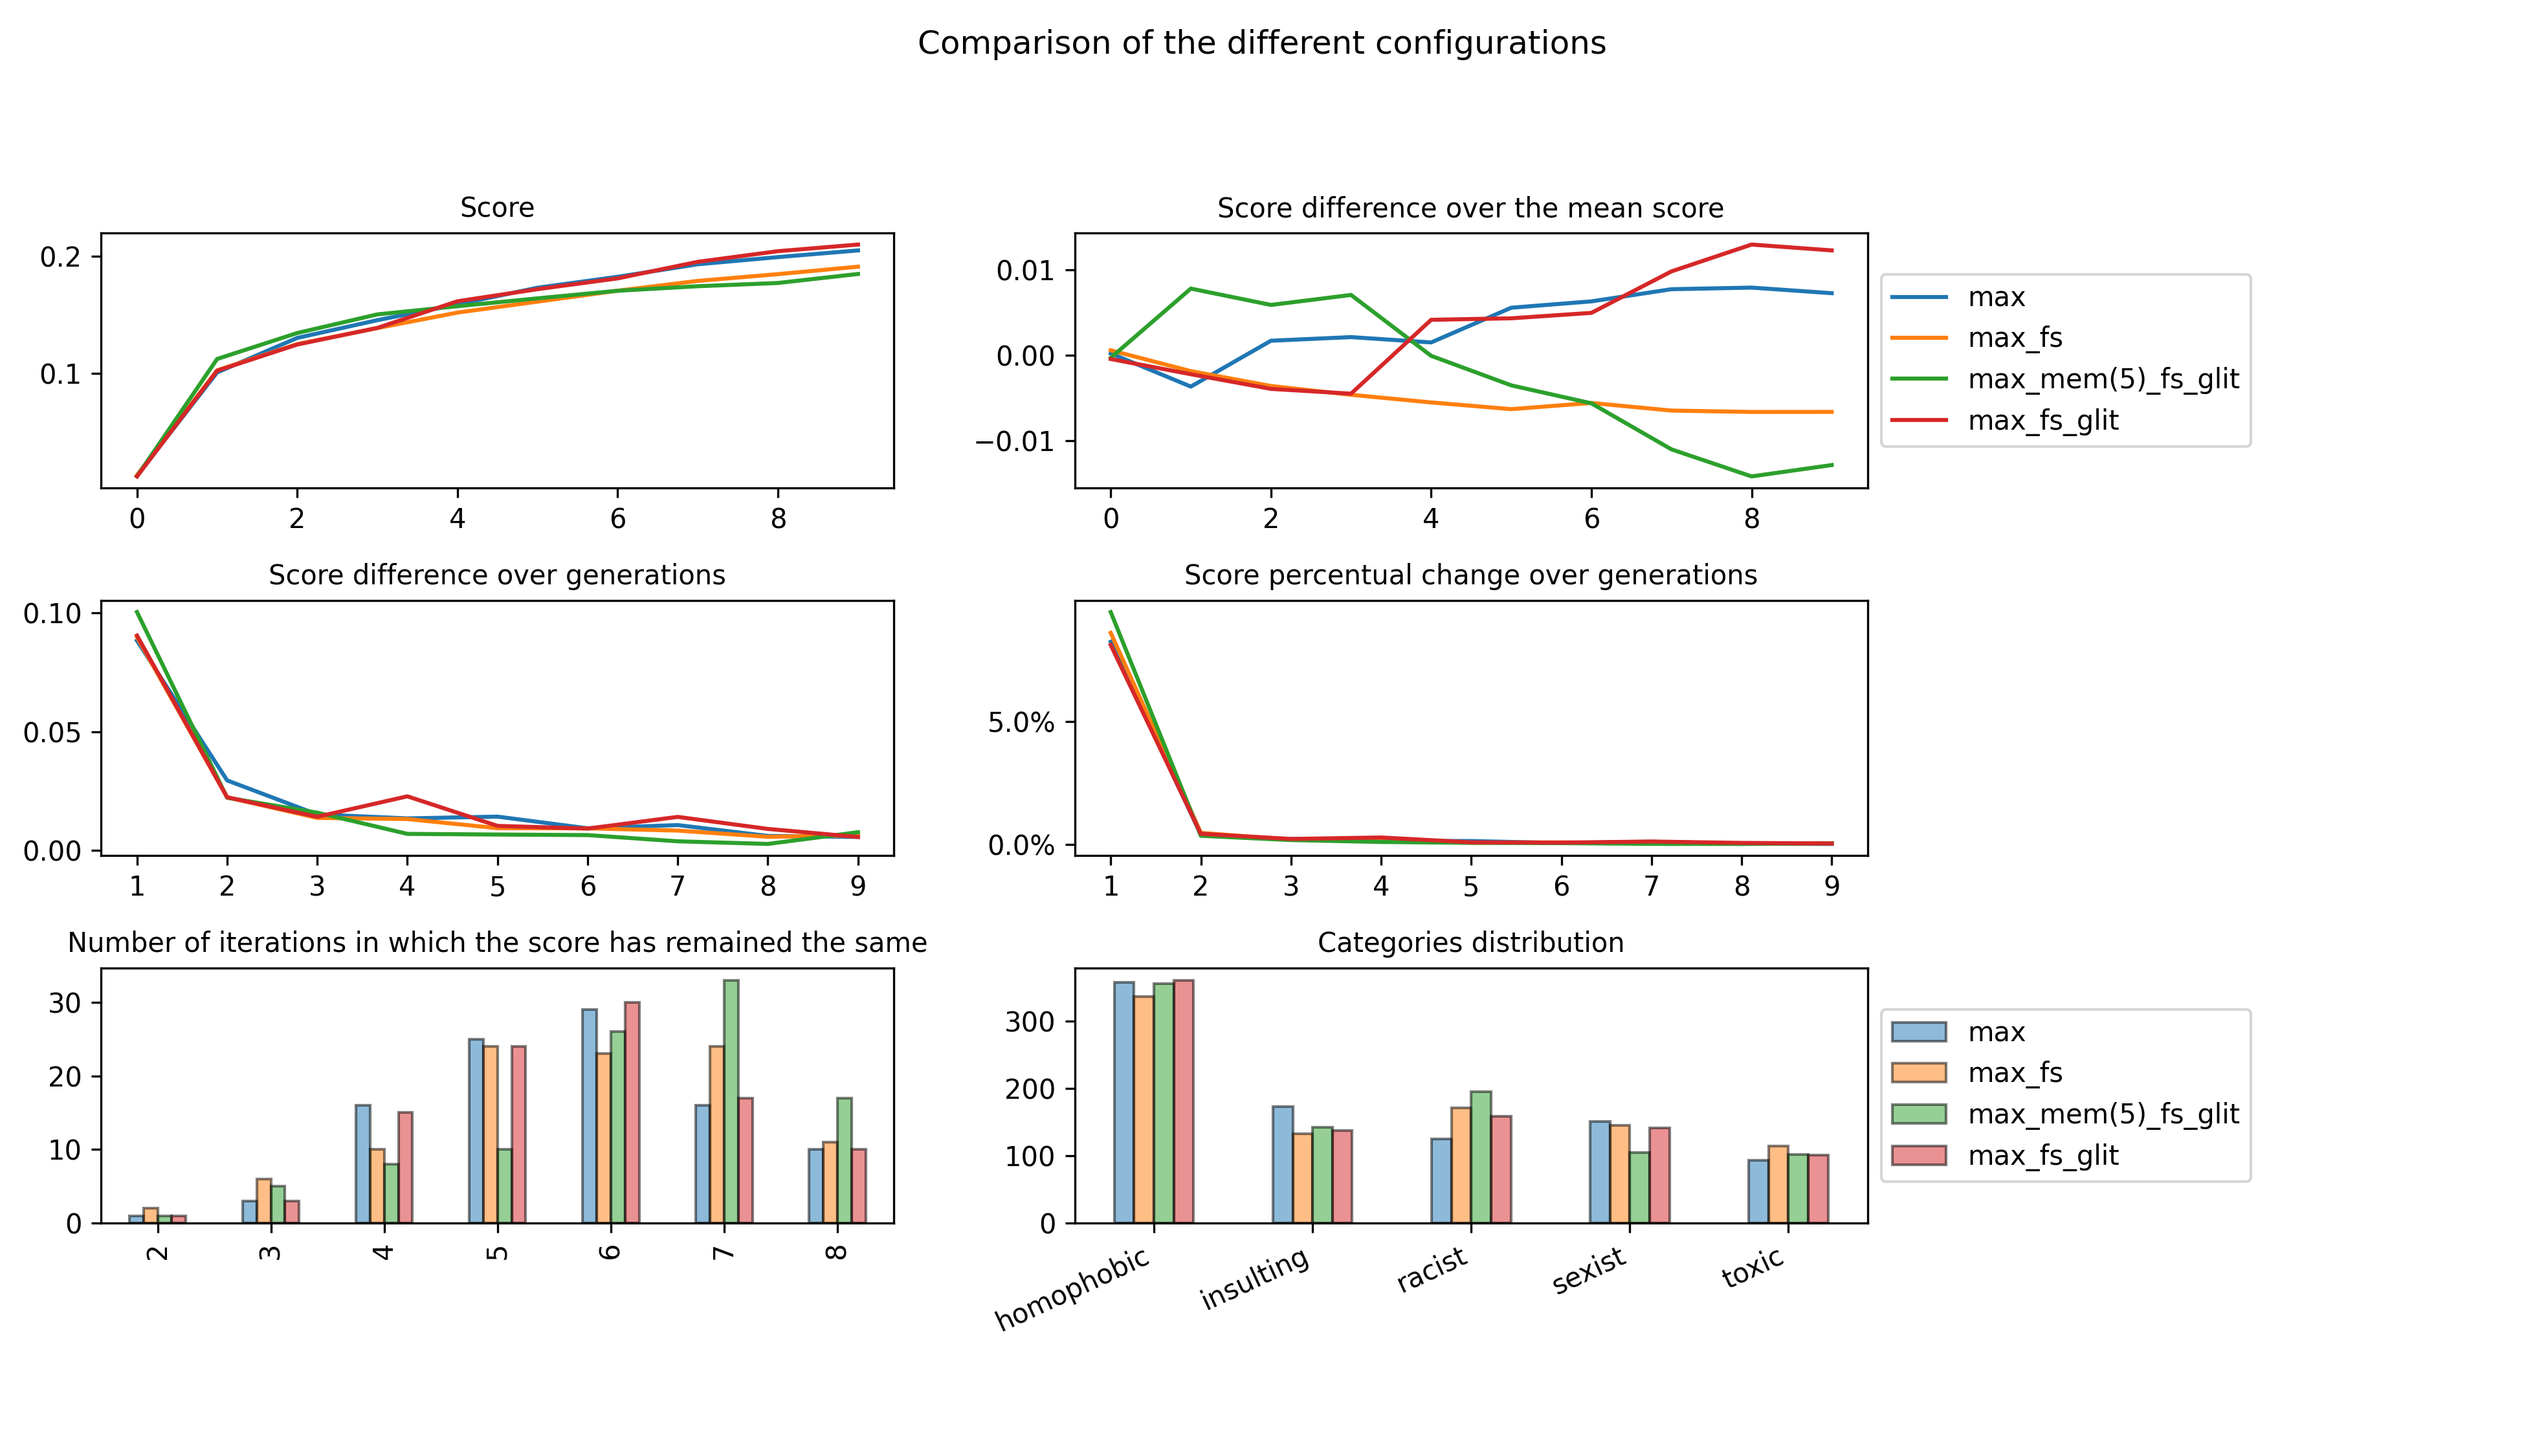 Comparison of the different configurations
Score
0.2
0.1
0 2 4 6 8
Score difference over the mean score
0.01
0.00
−0.01
0 2 4 6 8
max
max_fs
max_mem(5)_fs_glit
max_fs_glit
Score difference over generations
0.10
0.05
0.00
1 2 3 4 5 6 7 8 9
Score percentual change over generations
5.0%
0.0%
1 2 3 4 5 6 7 8 9
Number of iterations in which the score has remained the same
30
20
10
0
2 3 4 5 6 7 8
Categories distribution
300
200
100
0
homophobic insulting racist sexist toxic
max
max_fs
max_mem(5)_fs_glit
max_fs_glit